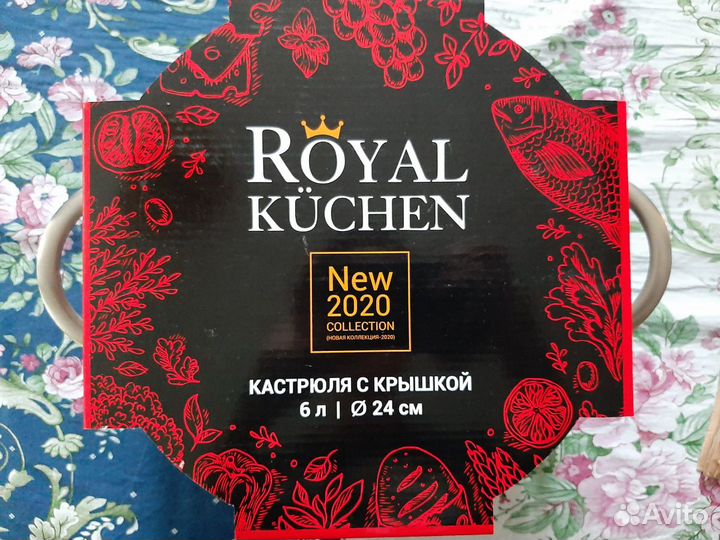 ROYAL
KÜCHEN
New
2020
COLLECTION
(НОВАЯ КОЛЛЕКЦИЯ-2020)
КАСТРЮЛЯ С КРЫШКОЙ
6 л | Ø 24 см
Avito